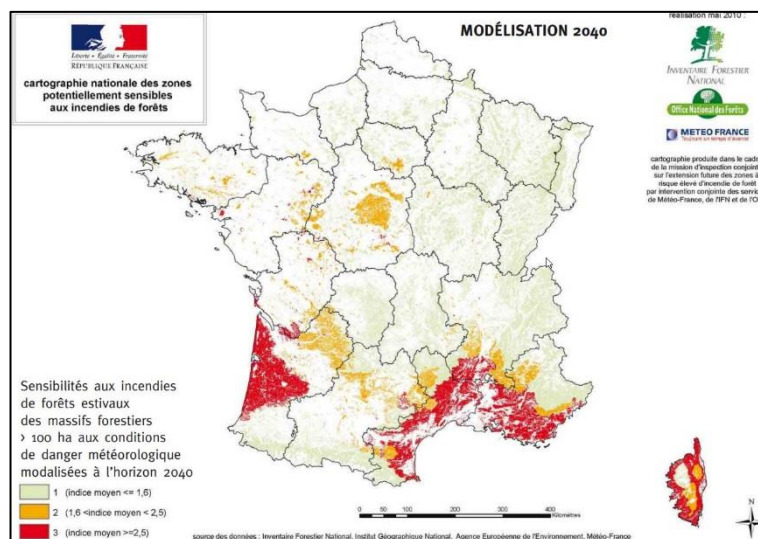 MODÉLISATION 2040
Liberté • Égalité • Fraternité
RÉPUBLIQUE FRANÇAISE
cartographie nationale des zones
potentiellement sensibles
aux incendies de forêts
réalisation mai 2010 :
INVENTAIRE FORESTIER
NATIONAL
Office National des Forêts
METEO FRANCE
Toujours un temps d'avance
cartographie produite dans le cadr
de la mission d'inspection conjoint
sur l'extension future des zones à
risque élevé d'incendie de forêt
par intervention conjointe des servic
de Météo-France, de l'IFN et de l'O
Sensibilités aux incendies
de forêts estivaux
des massifs forestiers
> 100 ha aux conditions
de danger météorologique
modalisées à l'horizon 2040
1 (indice moyen <= 1,6)
2 (1,6 <indice moyen < 2,5)
3 (indice moyen >=2,5)
0 50 100 200 300 400
Kilomètres
N
source des données : Inventaire Forestier National, Institut Géographique National, Agence Européenne de l'Environnement, Météo-France